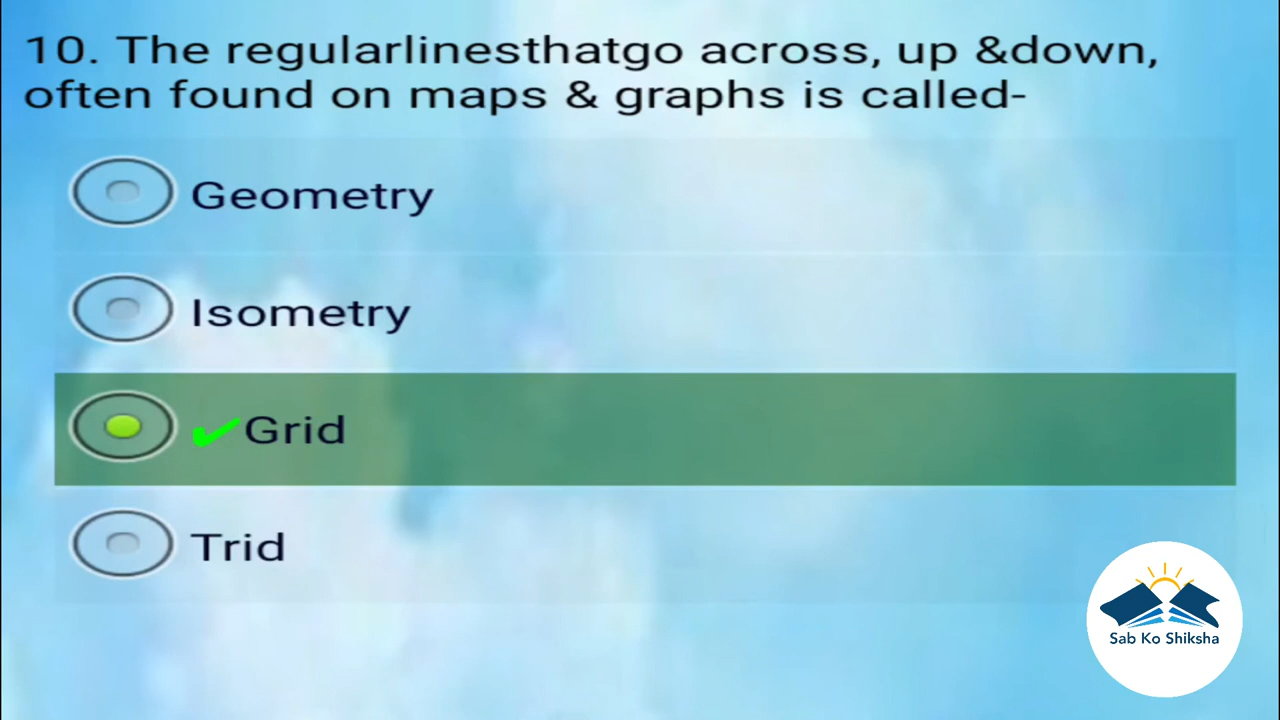 10. The regularlinesthatgo across, up &down,
often found on maps & graphs is called-
Geometry
Isometry
✔Grid
Trid
Sab Ko Shiksha